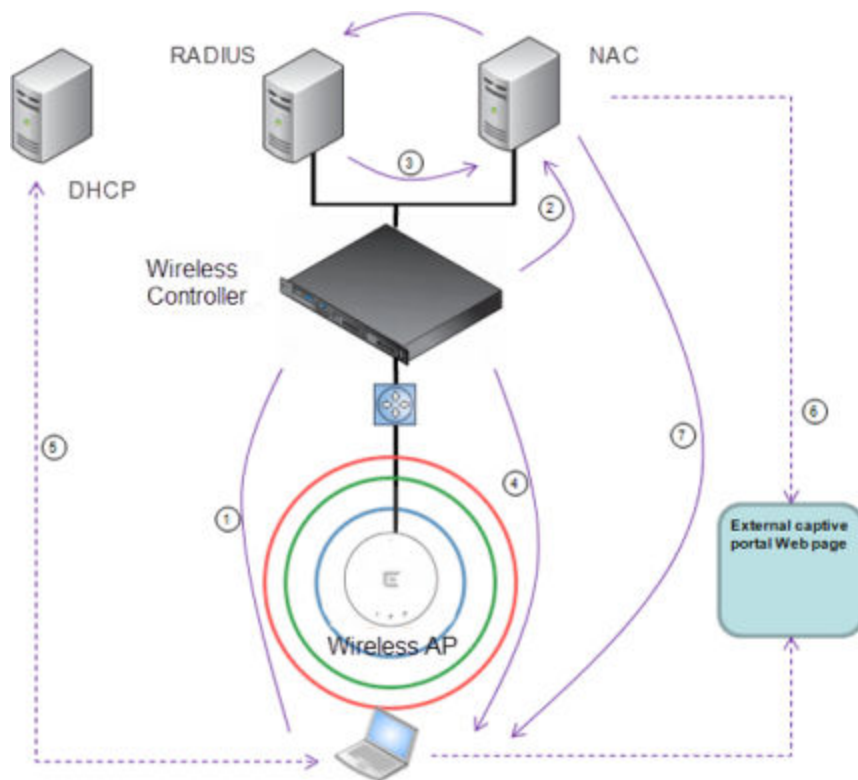 RADIUS
NAC
DHCP
3
2
Wireless
Controller
5
6
7
4
1
External captive
portal Web page
Wireless AP